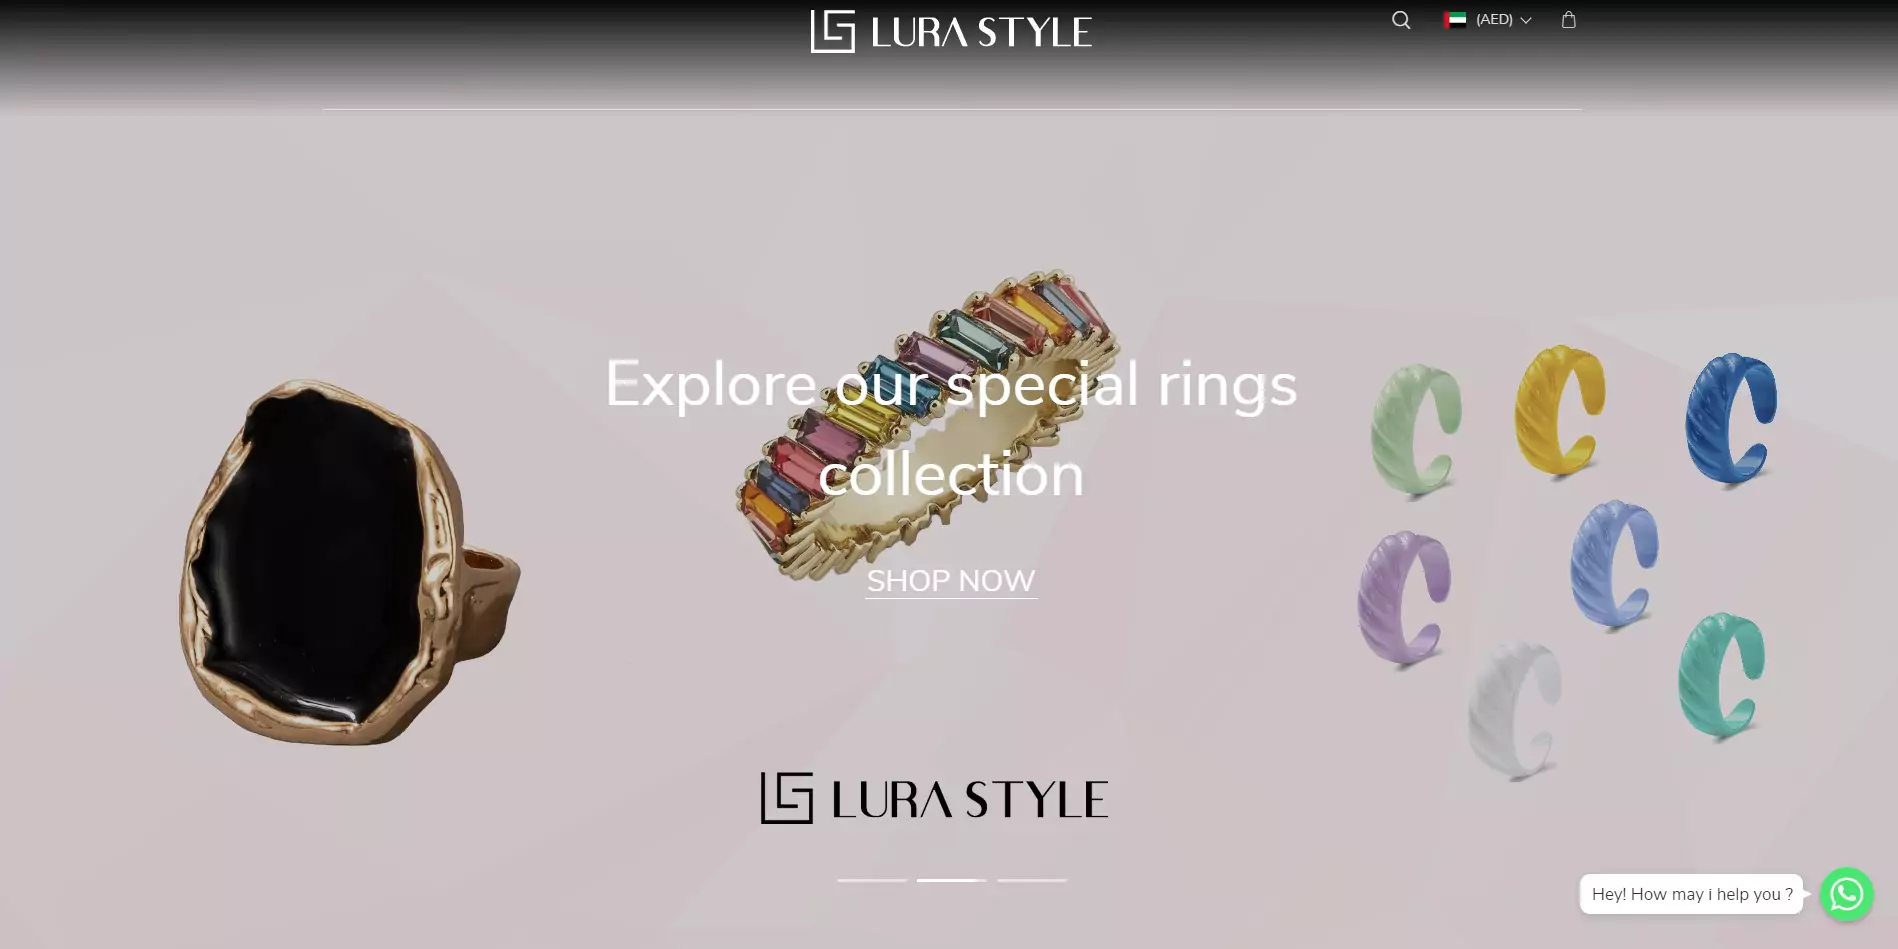 LURA STYLE
(AED)
Explore our special rings
collection
SHOP NOW
LURA STYLE
Hey! How may i help you ?